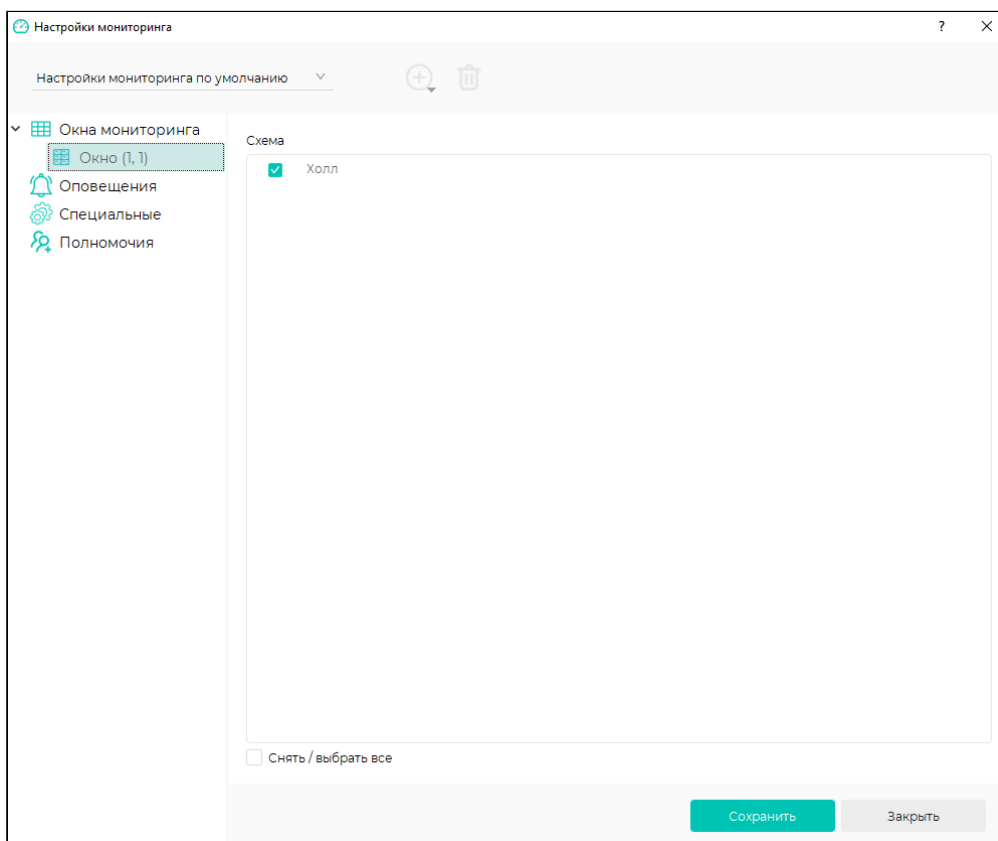 Настройки мониторинга
?
Настройки мониторинга по умолчанию
Окна мониторинга
Окно (1, 1)
Оповещения
Специальные
Полномочия
Схема
Холл
Снять / выбрать все
Сохранить
Закрыть